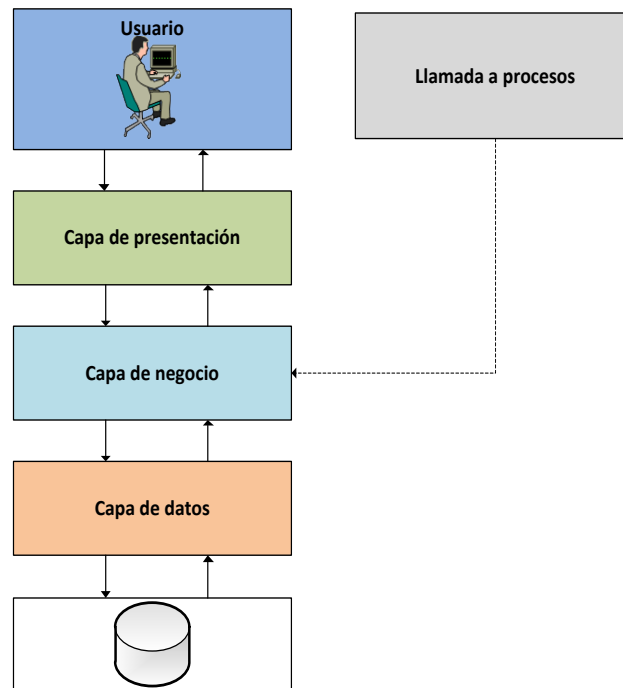 Usuario
Llamada a procesos
Capa de presentación
Capa de negocio
Capa de datos